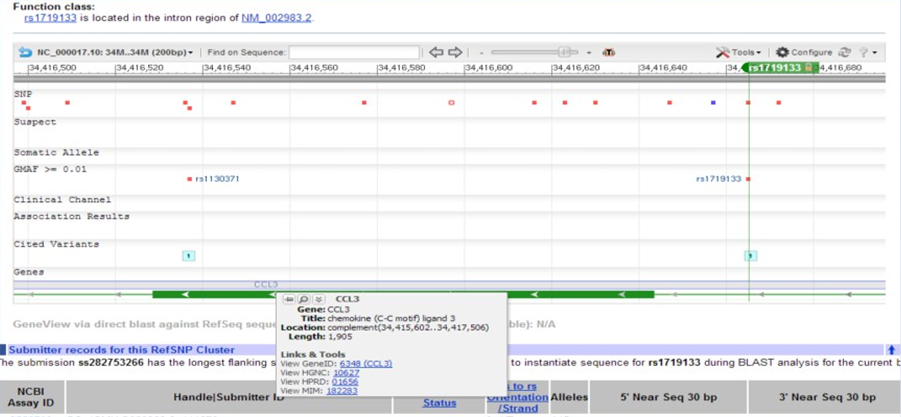 Function class:
rs1719133 is located in the intron region of NM_002983.2.
NC_000017.10: 34M..34M (200bp) Find on Sequence: Tools Configure ?
34,416,500 34,416,520 34,416,540 34,416,560 34,416,580 34,416,600 34,416,620 34,416,640 34, rs1719133 34,416,680
SNP
Suspect
Somatic Allele
GMAF >= 0.01
rs1130371 rs1719133
Clinical Channel
Association Results
Cited Variants
1
Genes
CCL3
CCL3
Gene: CCL3
Title: chemokine (C-C motif) ligand 3
Location: complement(34,415,602..34,417,506)
Length: 1,905
Links & Tools
View GeneID: 6348 (CCL3)
View HGNC: 10627
View HPRD: 01656
View MIM: 182283
GeneView via direct blast against RefSeq seque ble): N/A
Submitter records for this RefSNP Cluster
The submission ss282753266 has the longest flanking s to instantiate sequence for rs1719133 during BLAST analysis for the current b
NCBI Assay ID
Handle|Submitter ID
Status
s to rs Orientation /Strand
Alleles
5' Near Seq 30 bp
3' Near Seq 30 bp